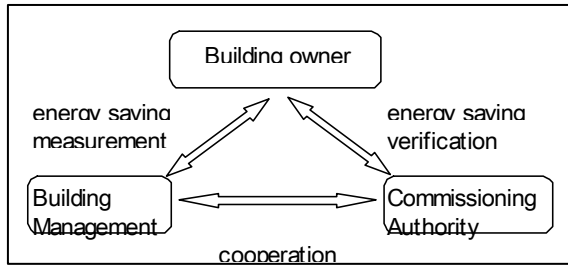 Building owner
energy saving
measurement
energy saving
verification
Building
Management
Commissioning
Authority
cooperation